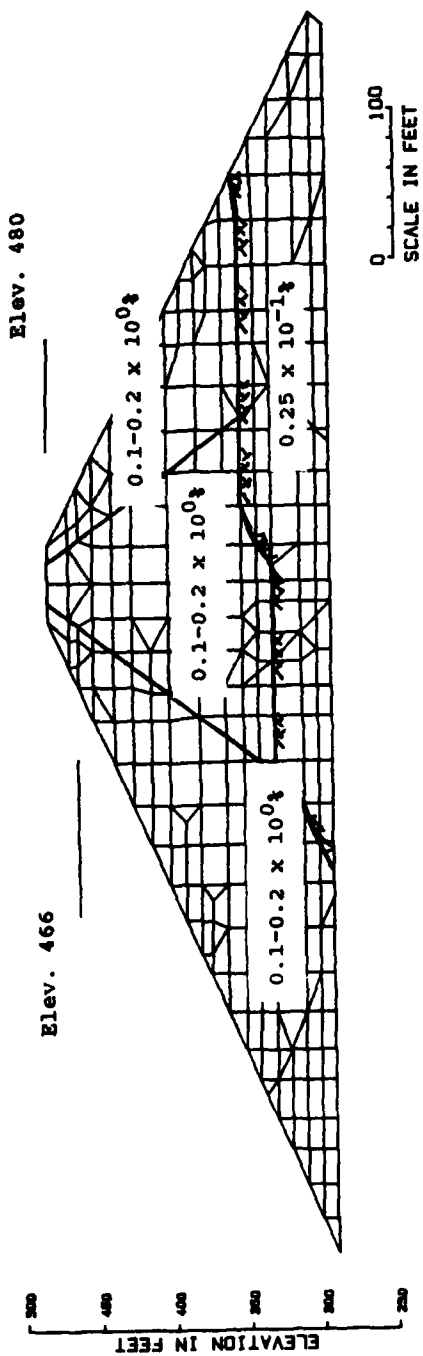 Elev. 480
Elev. 466
0.1-0.2 x 10⁰%
0.1-0.2 x 10⁰%
0.1-0.2 x 10⁰%
0.25 x 10⁻¹%
ELEVATION IN FEET
400
0 100
SCALE IN FEET